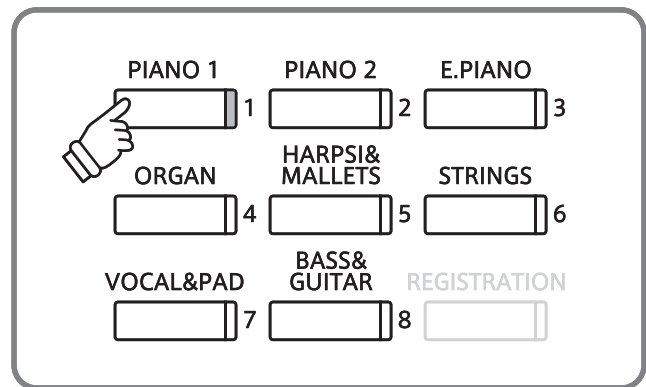 PIANO 1 PIANO 2 E.PIANO
1 2 3
ORGAN HARPSI&
MALLETS STRINGS
4 5 6
VOCAL&PAD BASS&
GUITAR REGISTRATION
7 8